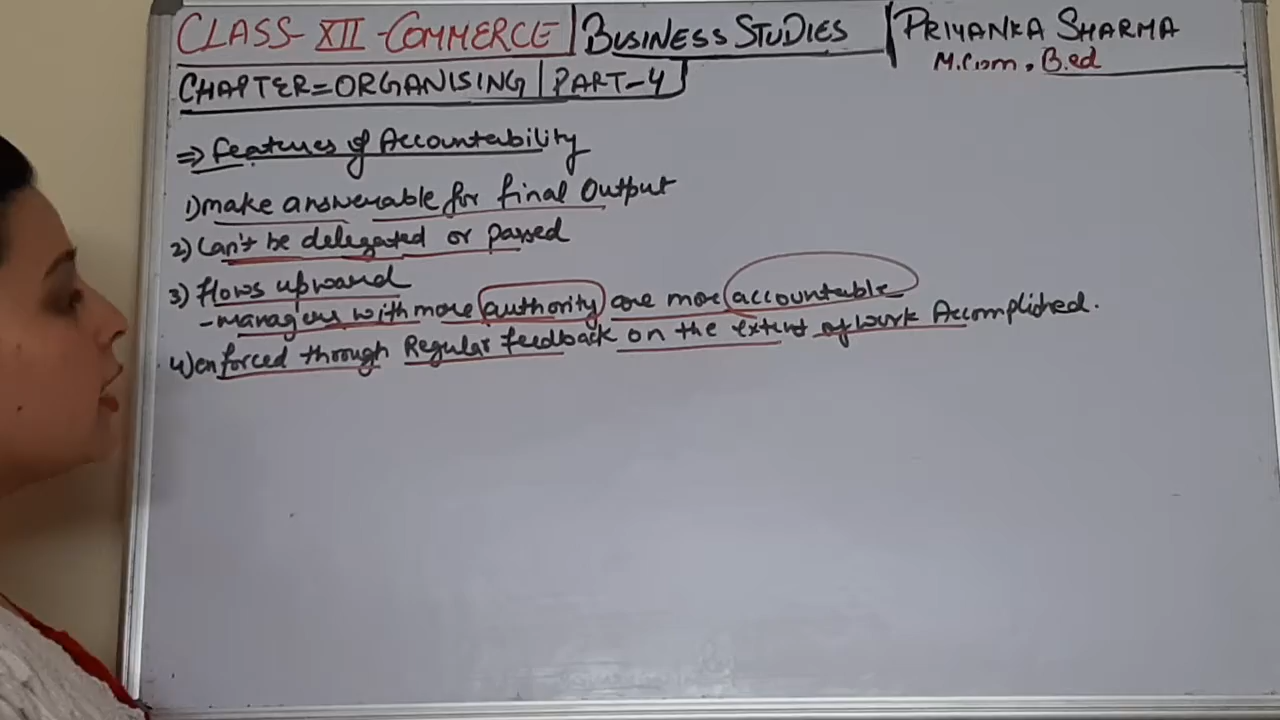 CLASS-XII-COMMERCE | BUSINESS STUDIES | PRIYANKA SHARMA
M.Com, B.ed
CHAPTER=ORGANISING | PART-4
⇒ Features of Accountability
1) make answerable for final Output
2) Can't be delegated or passed
3) flows upward
- managers with more authority are more accountable
4) enforced through Regular feedback on the extent of work Accomplished.